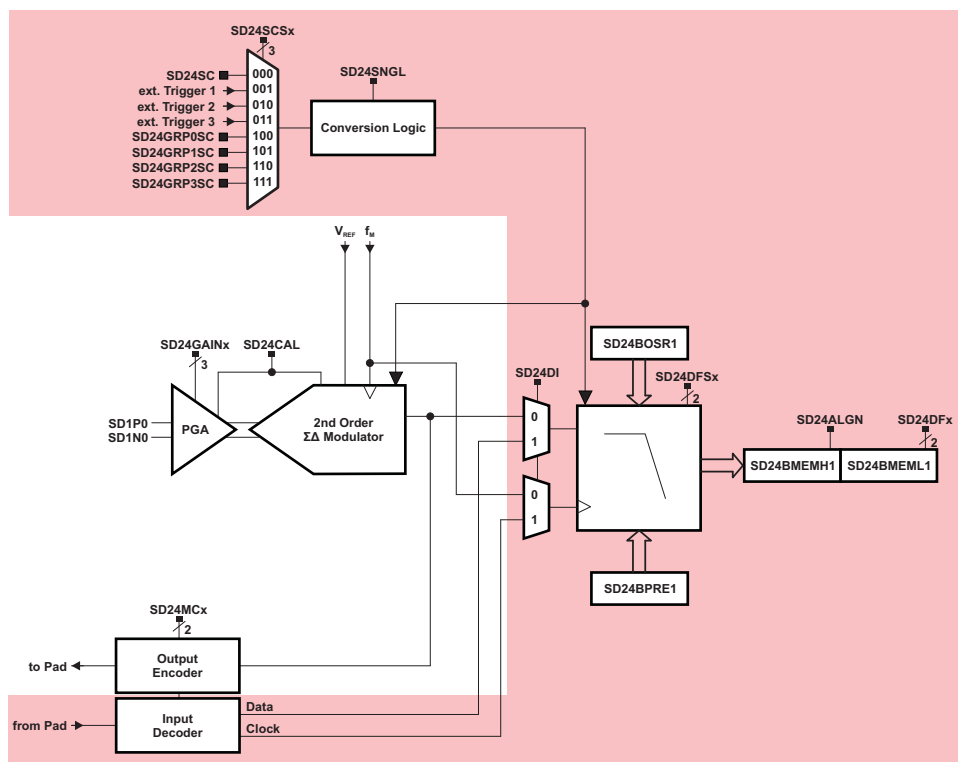 SD24SCSx
3
SD24SC
000
ext. Trigger 1
001
ext. Trigger 2
010
ext. Trigger 3
011
SD24GRP0SC
100
SD24GRP1SC
101
SD24GRP2SC
110
SD24GRP3SC
111
SD24SNGL
Conversion Logic
VREF
fM
SD24GAINx
3
SD24CAL
SD1P0
SD1N0
PGA
2nd Order
ΣΔ Modulator
SD24DI
0
1
0
1
SD24BOSR1
SD24DFSx
2
SD24BPRE1
SD24ALGN
SD24DFx
2
SD24BMEMH1
SD24BMEML1
SD24MCx
2
to Pad
Output
Encoder
from Pad
Input
Decoder
Data
Clock